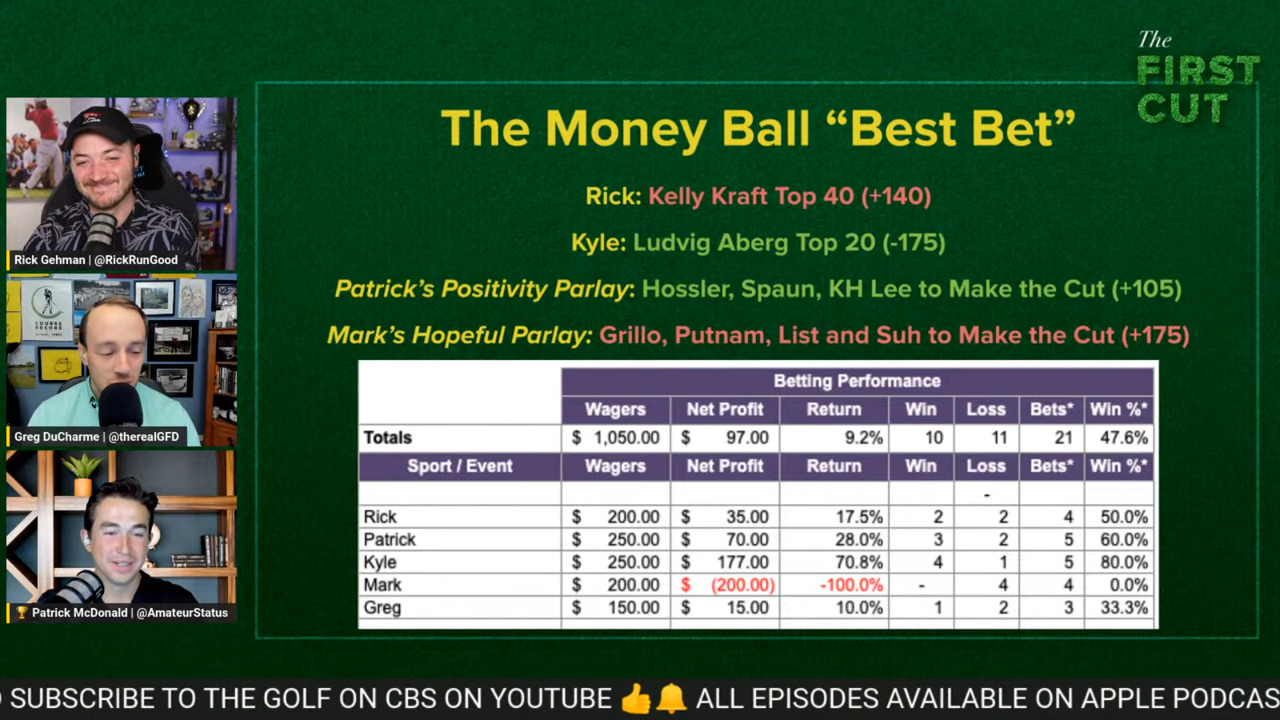 The
FIRST
CUT
The Money Ball “Best Bet”
Rick: Kelly Kraft Top 40 (+140)
Kyle: Ludvig Aberg Top 20 (-175)
Patrick’s Positivity Parlay: Hossler, Spaun, KH Lee to Make the Cut (+105)
Mark’s Hopeful Parlay: Grillo, Putnam, List and Suh to Make the Cut (+175)
Betting Performance
Wagers Net Profit Return Win Loss Bets* Win %*
Totals $ 1,050.00 $ 97.00 9.2% 10 11 21 47.6%
Sport / Event Wagers Net Profit Return Win Loss Bets* Win %*
-
Rick $ 200.00 $ 35.00 17.5% 2 2 4 50.0%
Patrick $ 250.00 $ 70.00 28.0% 3 2 5 60.0%
Kyle $ 250.00 $ 177.00 70.8% 4 1 5 80.0%
Mark $ 200.00 $ (200.00) -100.0% - 4 4 0.0%
Greg $ 150.00 $ 15.00 10.0% 1 2 3 33.3%
Rick Gehman | @RickRunGood
COURSE
RECORD
Greg DuCharme | @therealGFD
🏆 Patrick McDonald | @AmateurStatus
SUBSCRIBE TO THE GOLF ON CBS ON YOUTUBE 👍🔔 ALL EPISODES AVAILABLE ON APPLE PODCAS